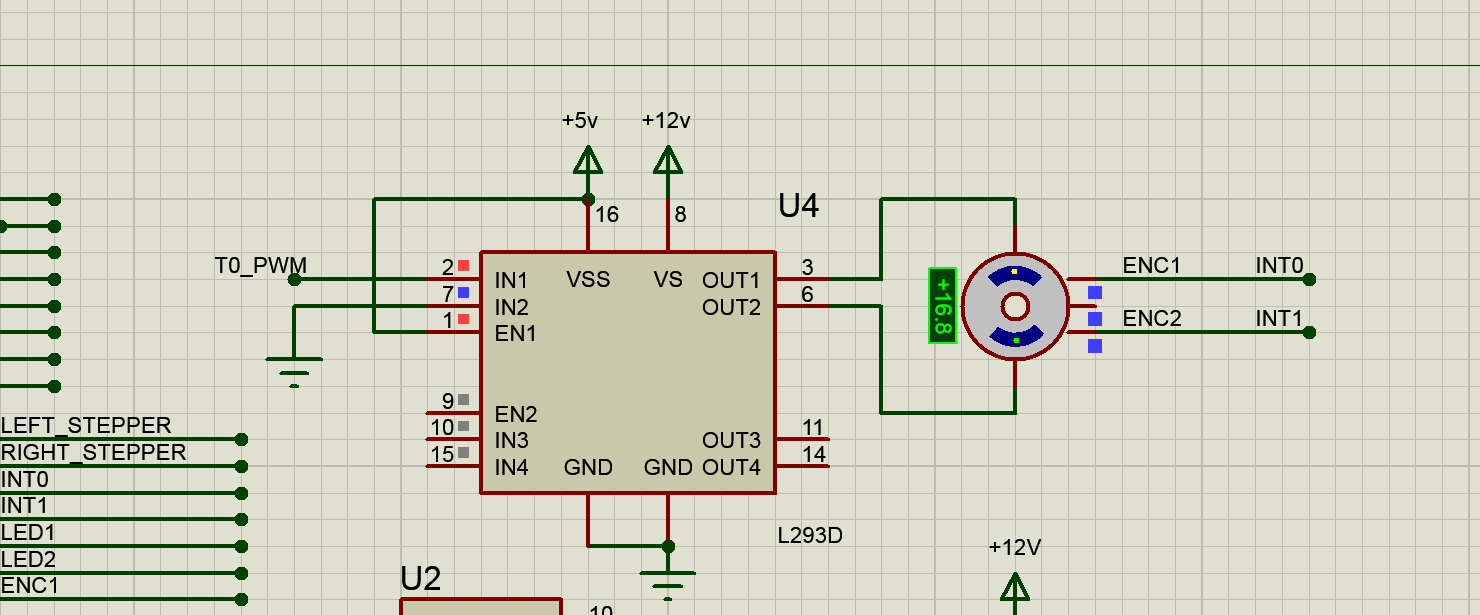 +5v +12v
16 8 U4
T0_PWM
2 IN1 VSS VS OUT1 3
7 IN2 OUT2 6
1 EN1
+16.8
ENC1 INT0
ENC2 INT1
9 EN2
10 IN3 OUT3 11
15 IN4 GND GND OUT4 14
LEFT_STEPPER
RIGHT_STEPPER
INT0
INT1
LED1
LED2
ENC1
L293D
+12V
U2
10